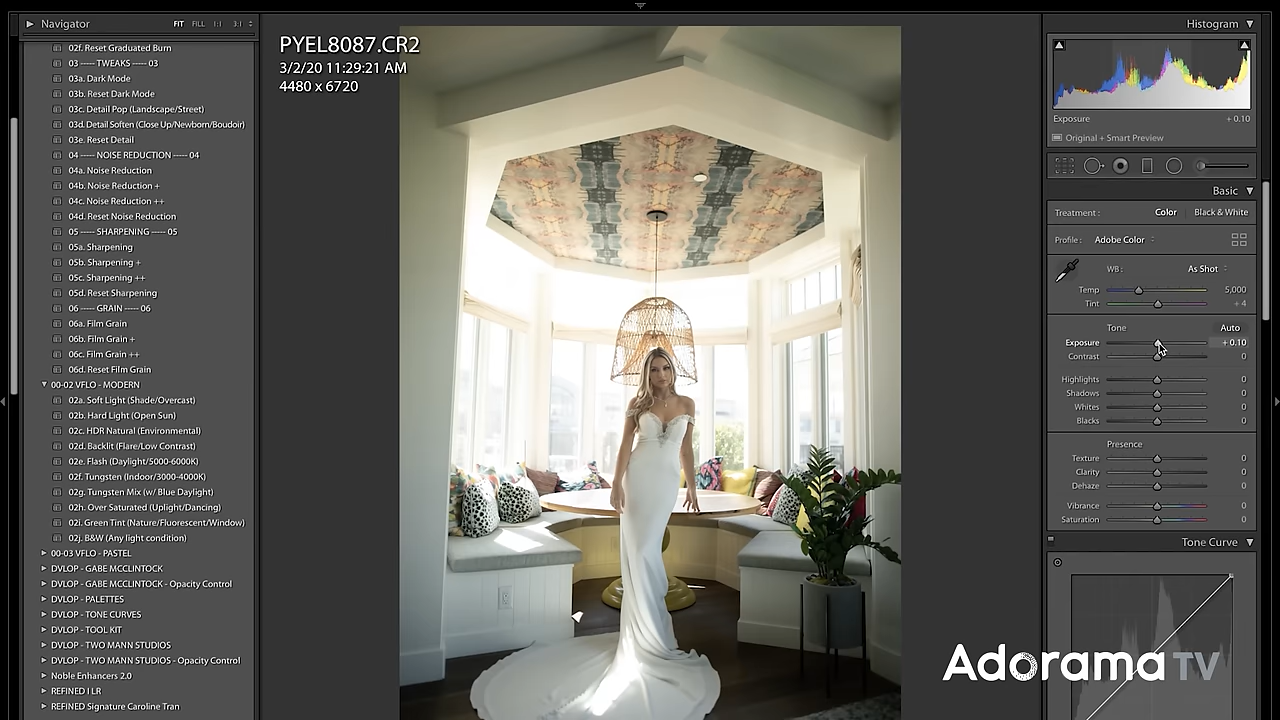 Navigator FIT FILL 1:1 3:1
02f. Reset Graduated Burn
03 ----- TWEAKS ----- 03
03a. Dark Mode
03b. Reset Dark Mode
03c. Detail Pop (Landscape/Street)
03d. Detail Soften (Close Up/Newborn/Boudoir)
03e. Reset Detail
04 ----- NOISE REDUCTION ----- 04
04a. Noise Reduction
04b. Noise Reduction +
04c. Noise Reduction ++
04d. Reset Noise Reduction
05 ----- SHARPENING ----- 05
05a. Sharpening
05b. Sharpening +
05c. Sharpening ++
05d. Reset Sharpening
06 ----- GRAIN ----- 06
06a. Film Grain
06b. Film Grain +
06c. Film Grain ++
06d. Reset Film Grain
00-02 VFLO - MODERN
02a. Soft Light (Shade/Overcast)
02b. Hard Light (Open Sun)
02c. HDR Natural (Environmental)
02d. Backlit (Flare/Low Contrast)
02e. Flash (Daylight/5000-6000K)
02f. Tungsten (Indoor/3000-4000K)
02g. Tungsten Mix (w/ Blue Daylight)
02h. Over Saturated (Uplight/Dancing)
02i. Green Tint (Nature/Fluorescent/Window)
02j. B&W (Any light condition)
00-03 VFLO - PASTEL
DVLOP - GABE MCCLINTOCK
DVLOP - GABE MCCLINTOCK - Opacity Control
DVLOP - PALETTES
DVLOP - TONE CURVES
DVLOP - TOOL KIT
DVLOP - TWO MANN STUDIOS
DVLOP - TWO MANN STUDIOS - Opacity Control
Noble Enhancers 2.0
REFINED I LR
REFINED Signature Caroline Tran
PYEL8087.CR2
3/2/20 11:29:21 AM
4480 x 6720
Histogram
Exposure + 0.10
Original + Smart Preview
Basic
Treatment : Color Black & White
Profile : Adobe Color
WB : As Shot
Temp 5,000
Tint + 4
Tone Auto
Exposure + 0.10
Contrast 0
Highlights 0
Shadows 0
Whites 0
Blacks 0
Presence
Texture 0
Clarity 0
Dehaze 0
Vibrance 0
Saturation 0
Tone Curve
Adorama TV